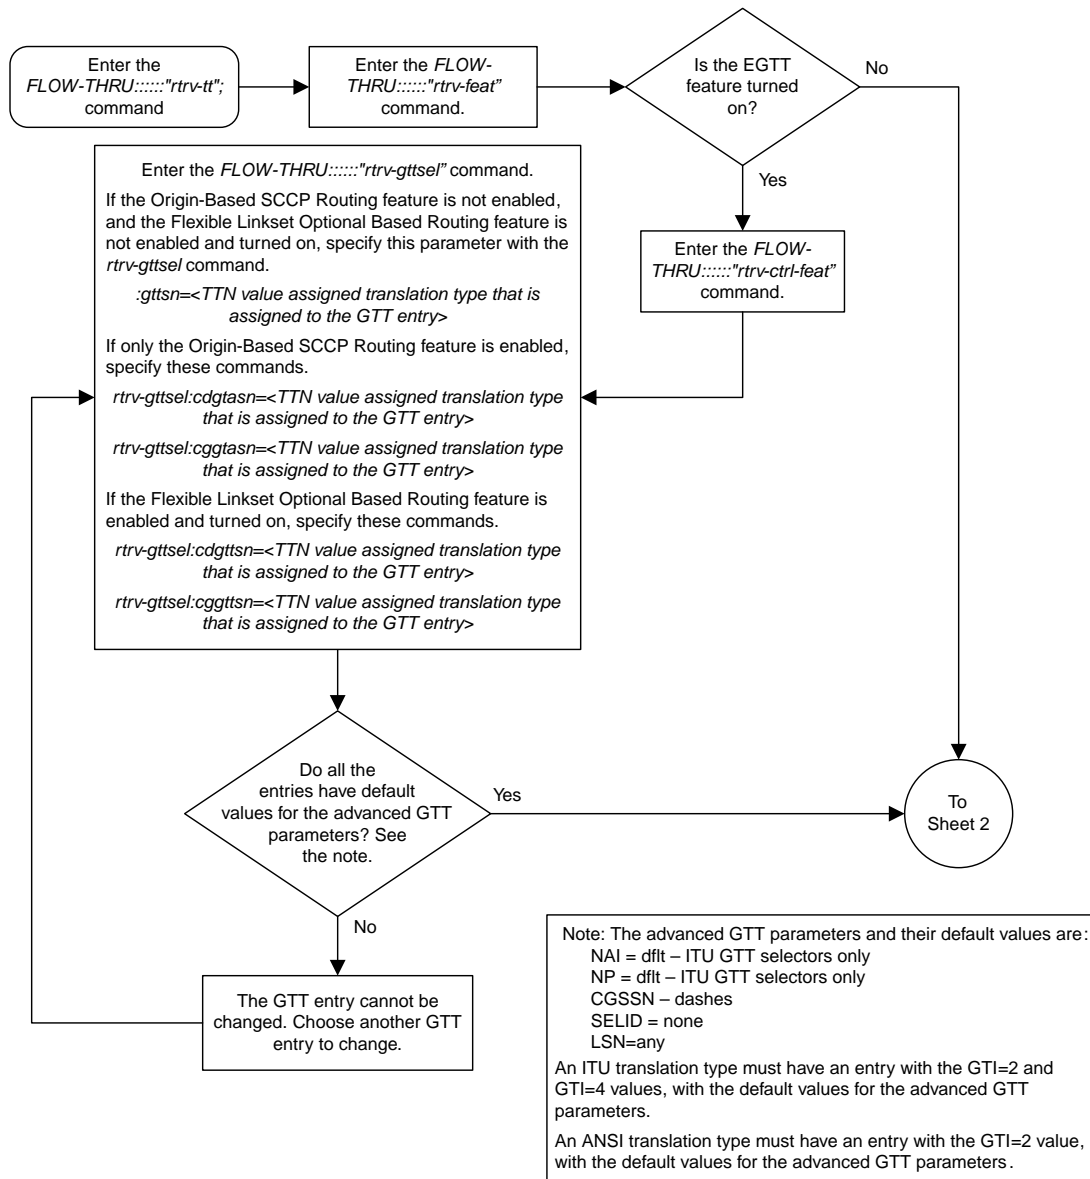 Enter the
FLOW-THRU::::::"rtrv-tt";
command
Enter the FLOW-
THRU::::::"rtrv-feat”
command.
Is the EGTT
feature turned
on?
No
Yes
Enter the FLOW-
THRU::::::"rtrv-ctrl-feat”
command.
Enter the FLOW-THRU::::::"rtrv-gttsel” command.
If the Origin-Based SCCP Routing feature is not enabled,
and the Flexible Linkset Optional Based Routing feature is
not enabled and turned on, specify this parameter with the
rtrv-gttsel command.
:gttsn=<TTN value assigned translation type that is
assigned to the GTT entry>
If only the Origin-Based SCCP Routing feature is enabled,
specify these commands.
rtrv-gttsel:cdgtasn=<TTN value assigned translation type
that is assigned to the GTT entry>
rtrv-gttsel:cggtasn=<TTN value assigned translation type
that is assigned to the GTT entry>
If the Flexible Linkset Optional Based Routing feature is
enabled and turned on, specify these commands.
rtrv-gttsel:cdgttsn=<TTN value assigned translation type
that is assigned to the GTT entry>
rtrv-gttsel:cggttsn=<TTN value assigned translation type
that is assigned to the GTT entry>
Do all the
entries have default
values for the advanced GTT
parameters? See
the note.
Yes
To
Sheet 2
No
The GTT entry cannot be
changed. Choose another GTT
entry to change.
Note: The advanced GTT parameters and their default values are:
NAI = dflt – ITU GTT selectors only
NP = dflt – ITU GTT selectors only
CGSSN – dashes
SELID = none
LSN=any
An ITU translation type must have an entry with the GTI=2 and
GTI=4 values, with the default values for the advanced GTT
parameters.
An ANSI translation type must have an entry with the GTI=2 value,
with the default values for the advanced GTT parameters.